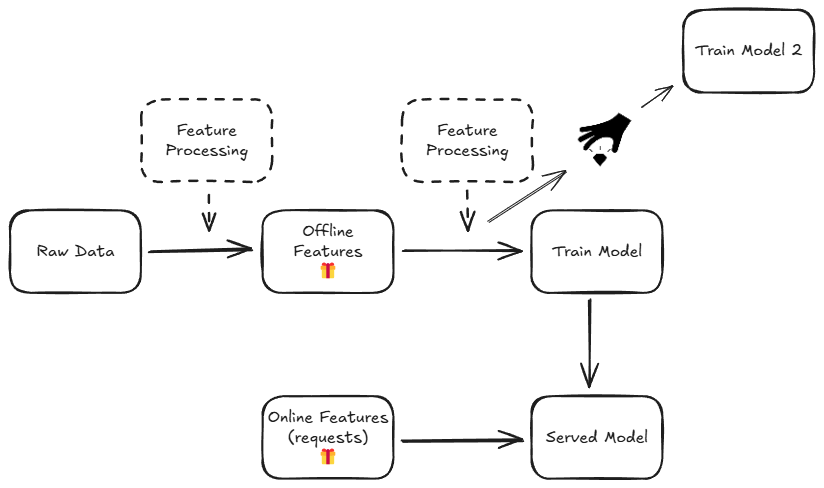 Train Model 2
Feature
Processing
Feature
Processing
Raw Data
Offline
Features
Train Model
Online Features
(requests)
Served Model